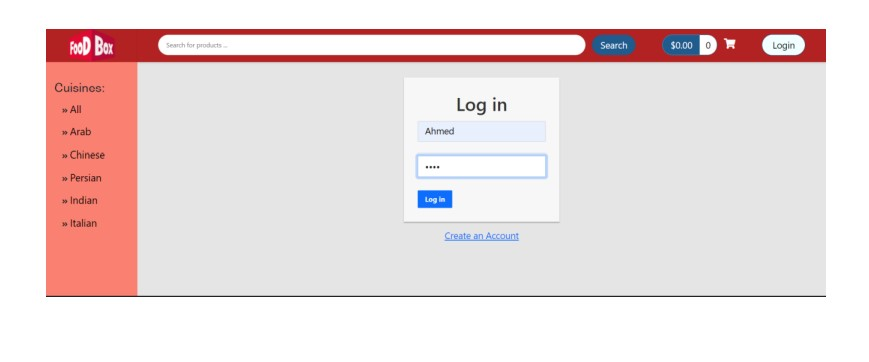 FooD Box
Search for products ...
Search
$0.00 0
Login
Cuisines:
» All
» Arab
» Chinese
» Persian
» Indian
» Italian
Log in
Ahmed
••••
Log in
Create an Account